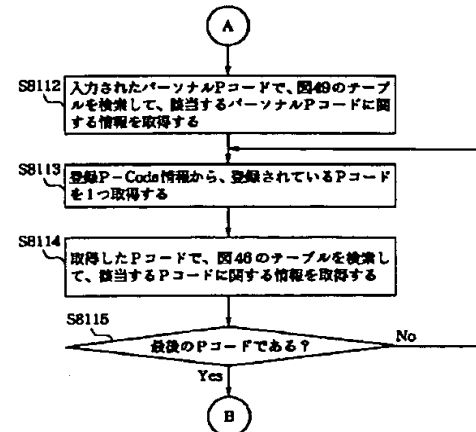 A
S8112
入力されたパーソナルPコードで、図49のテーブ
ルを検索して、該当するパーソナルPコードに関
する情報を取得する
S8113
登録P-Code情報から、登録されているPコード
を1つ取得する
S8114
取得したPコードで、図46のテーブルを検索し
て、該当するPコードに関する情報を取得する
S8115
最後のPコードである?
No
Yes
B